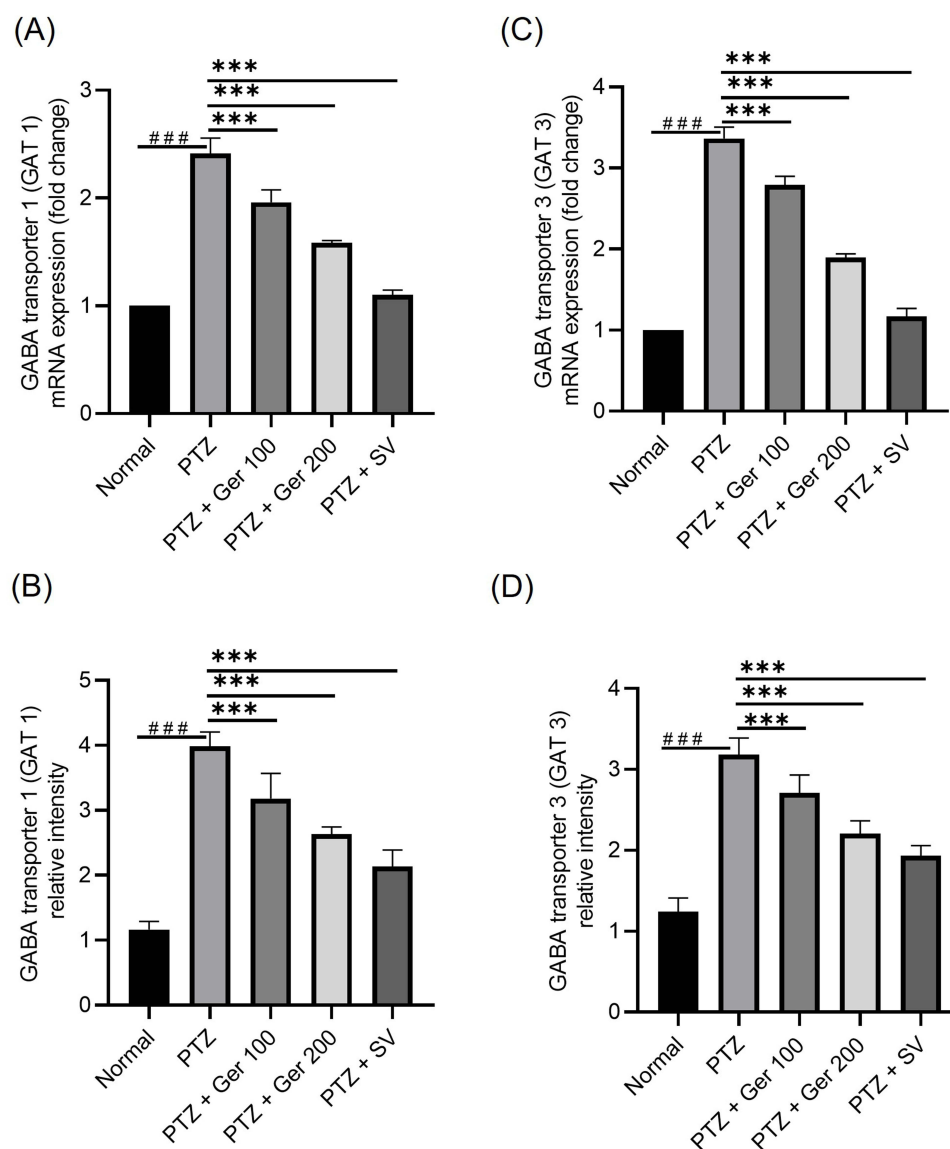 (A)
GABA transporter 1 (GAT 1)
mRNA expression (fold change)
3
2
1
0
***
***
***
###
Normal
PTZ
PTZ + Ger 100
PTZ + Ger 200
PTZ + SV
(C)
GABA transporter 3 (GAT 3)
mRNA expression (fold change)
4
3
2
1
0
***
***
***
###
Normal
PTZ
PTZ + Ger 100
PTZ + Ger 200
PTZ + SV
(B)
GABA transporter 1 (GAT 1)
relative intensity
5
4
3
2
1
0
***
***
***
###
Normal
PTZ
PTZ + Ger 100
PTZ + Ger 200
PTZ + SV
(D)
GABA transporter 3 (GAT 3)
relative intensity
4
3
2
1
0
***
***
***
###
Normal
PTZ
PTZ + Ger 100
PTZ + Ger 200
PTZ + SV